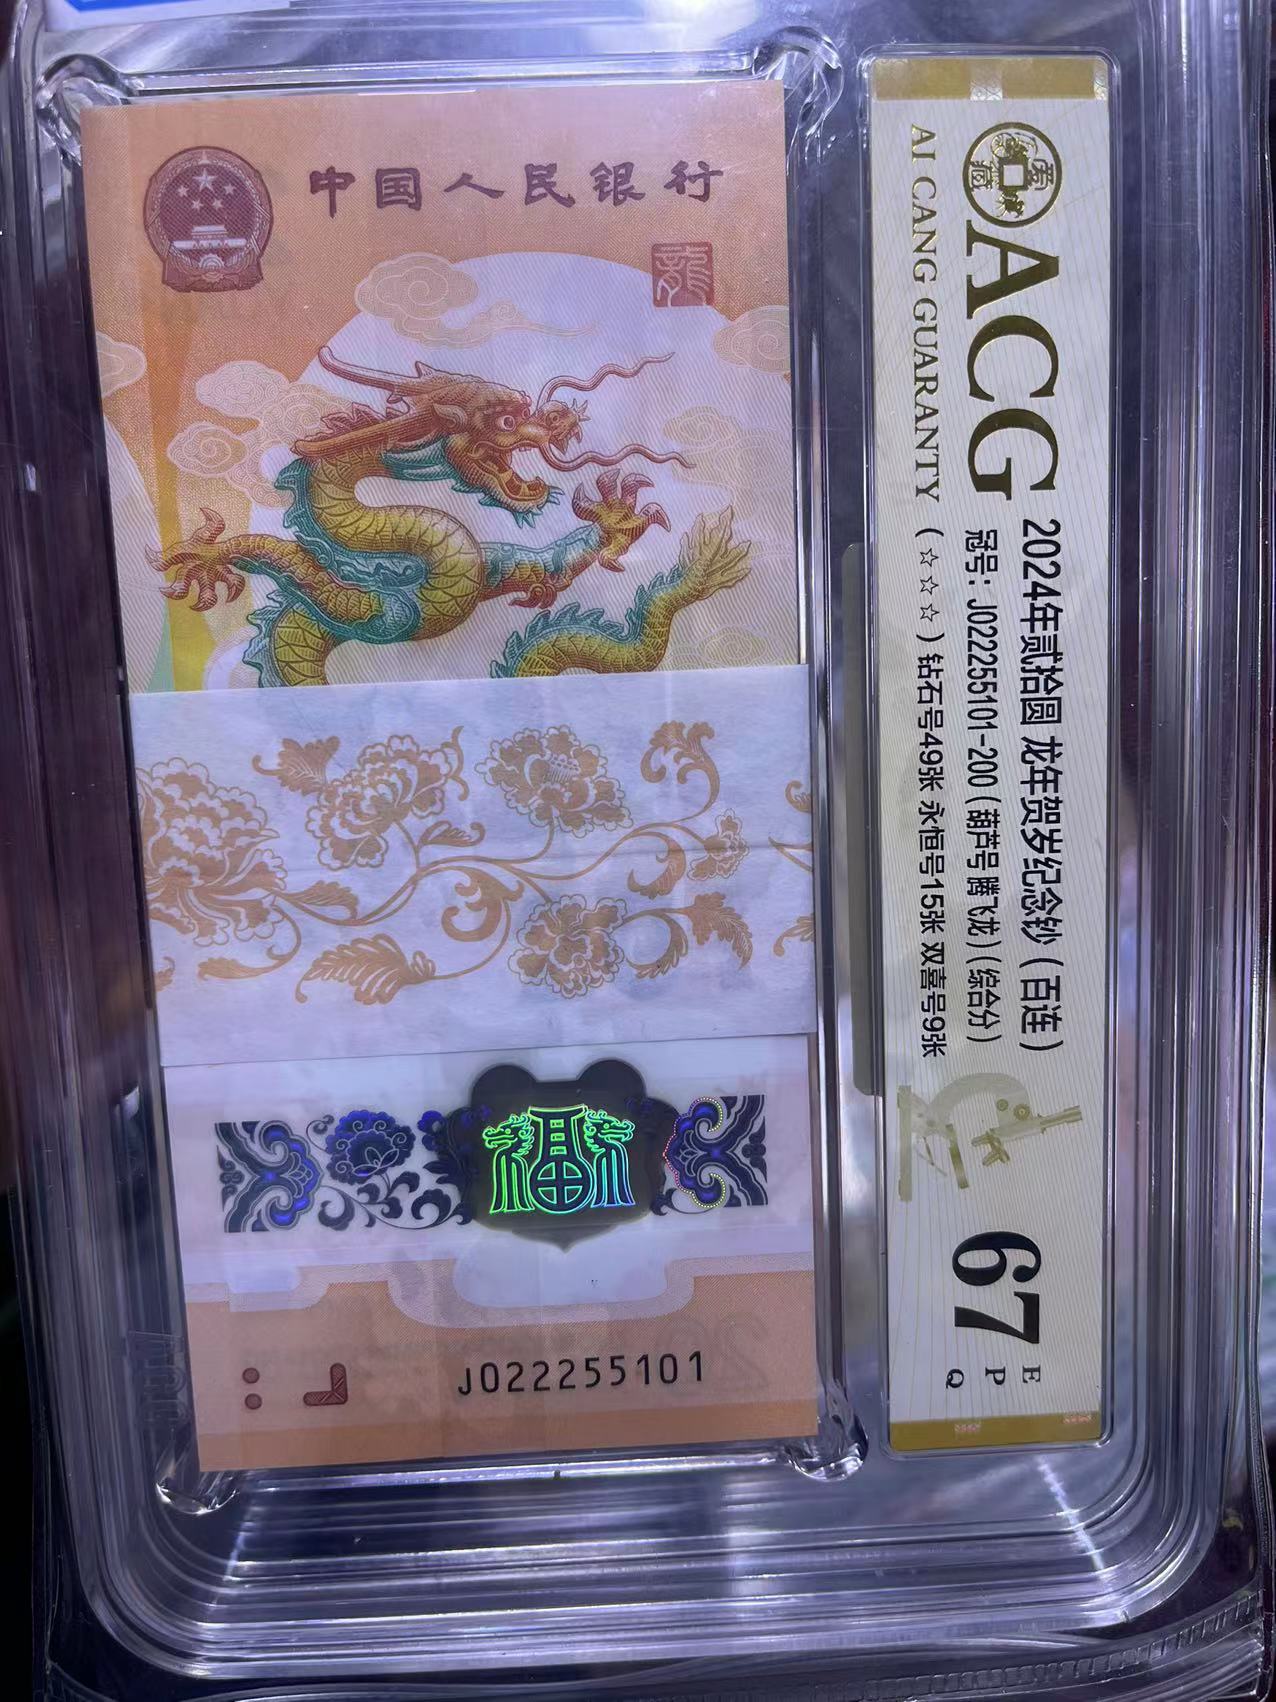 中国人民银行
龍
J022255101
ACG
AI CANG GUARANTY
2024年贰拾圆 龙年贺岁纪念钞（百连）
冠号：J022255101-200（葫芦号 腾飞龙）（综合分）
（☆☆☆）钻石号49张 永恒号15张 双喜号9张
67
E
P
Q